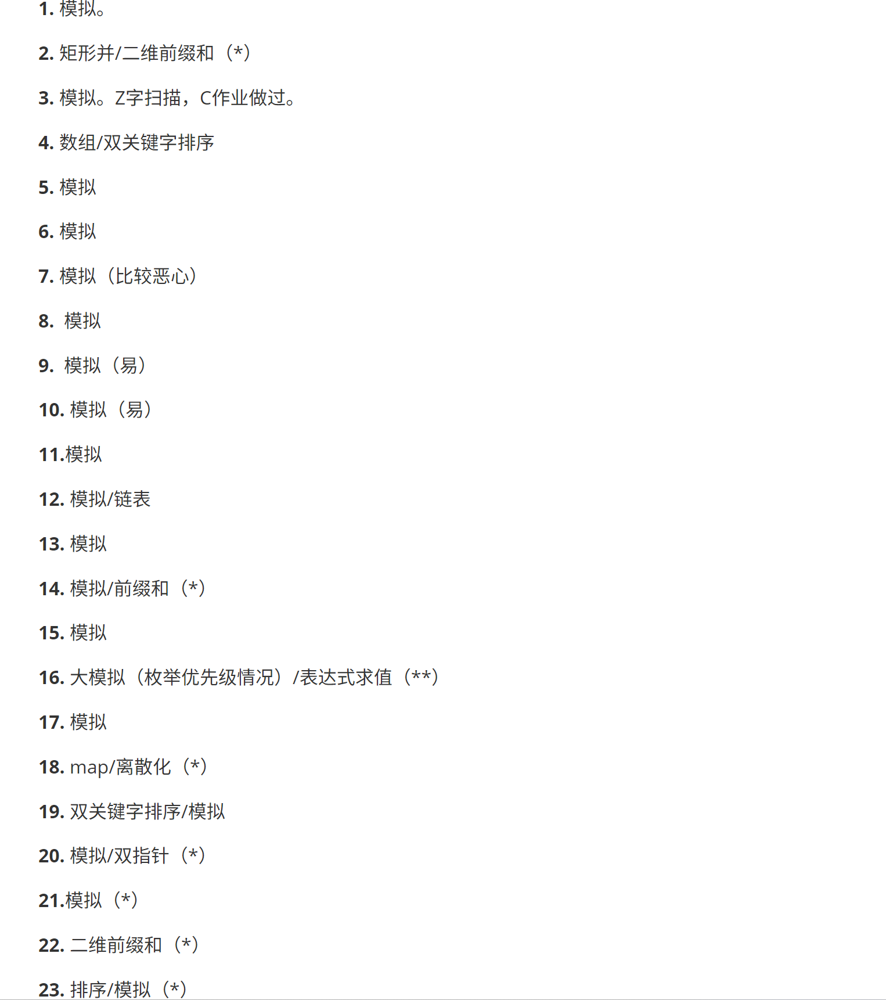 1. 模拟。
2. 矩形并/二维前缀和（*）
3. 模拟。Z字扫描，C作业做过。
4. 数组/双关键字排序
5. 模拟
6. 模拟
7. 模拟（比较恶心）
8. 模拟
9. 模拟（易）
10. 模拟（易）
11.模拟
12. 模拟/链表
13. 模拟
14. 模拟/前缀和（*）
15. 模拟
16. 大模拟（枚举优先级情况）/表达式求值（**）
17. 模拟
18. map/离散化（*）
19. 双关键字排序/模拟
20. 模拟/双指针（*）
21.模拟（*）
22. 二维前缀和（*）
23. 排序/模拟（*）